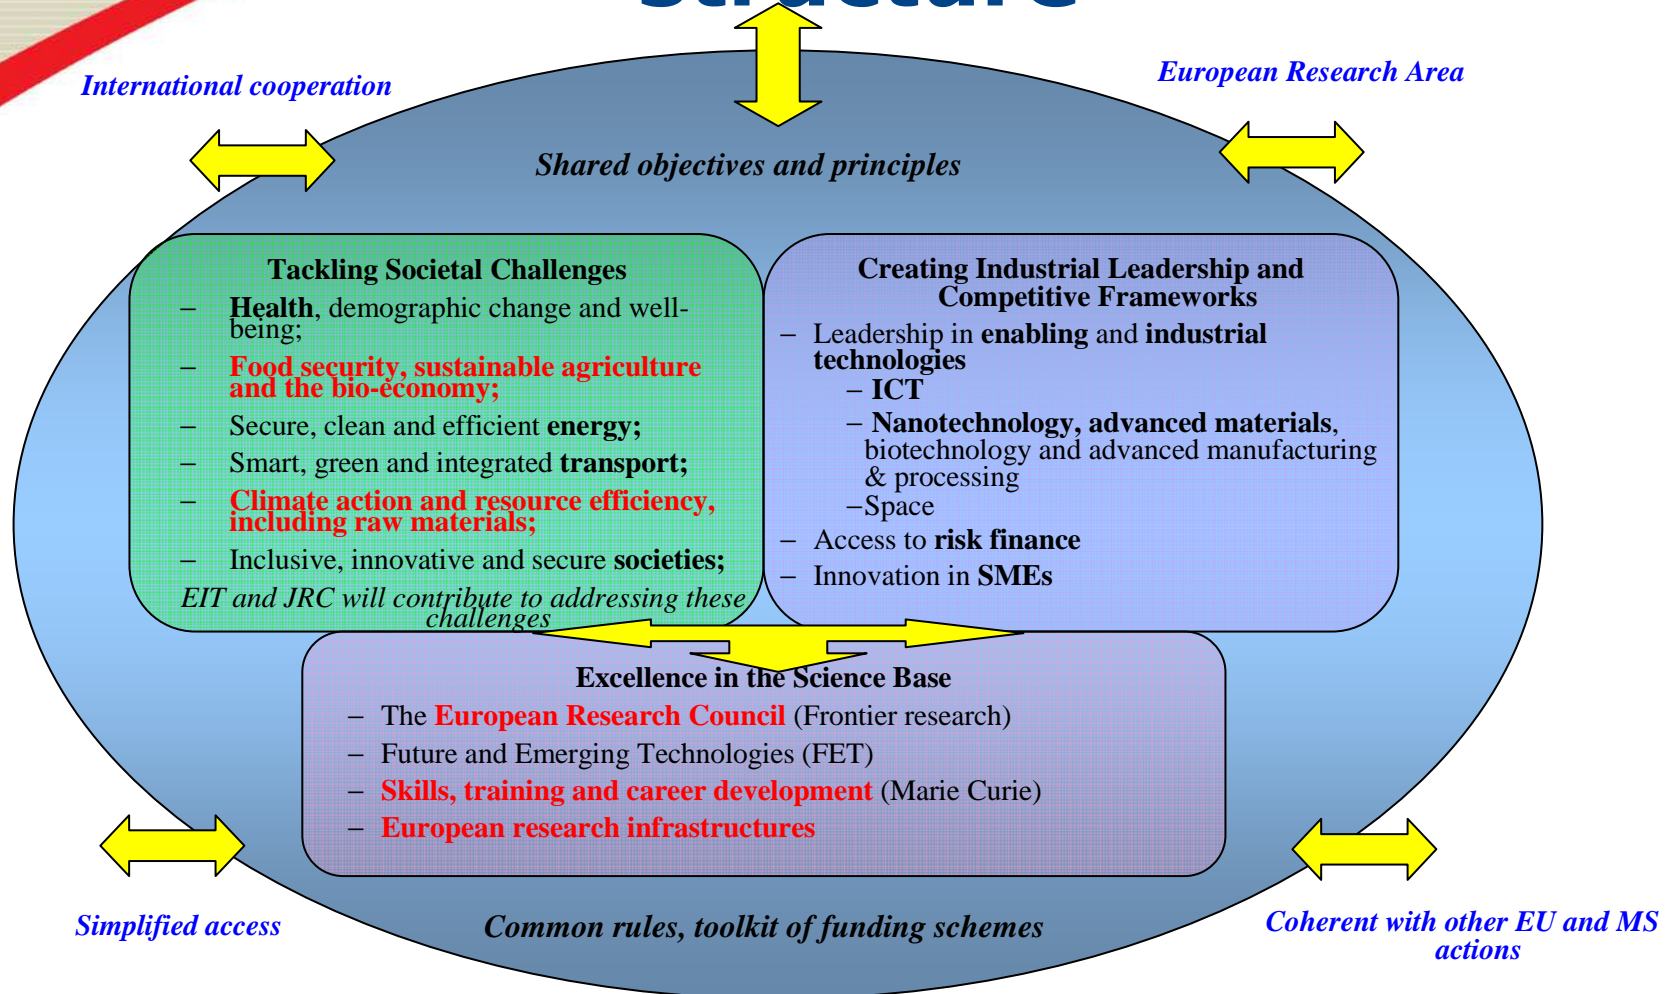 structure
International cooperation
European Research Area
Shared objectives and principles
Tackling Societal Challenges
– Health, demographic change and well-
being;
– Food security, sustainable agriculture
and the bio-economy;
– Secure, clean and efficient energy;
– Smart, green and integrated transport;
– Climate action and resource efficiency,
including raw materials;
– Inclusive, innovative and secure societies;
EIT and JRC will contribute to addressing these
challenges
Creating Industrial Leadership and
Competitive Frameworks
– Leadership in enabling and industrial
technologies
– ICT
– Nanotechnology, advanced materials,
biotechnology and advanced manufacturing
& processing
–Space
– Access to risk finance
– Innovation in SMEs
Excellence in the Science Base
– The European Research Council (Frontier research)
– Future and Emerging Technologies (FET)
– Skills, training and career development (Marie Curie)
– European research infrastructures
Simplified access
Common rules, toolkit of funding schemes
Coherent with other EU and MS
actions